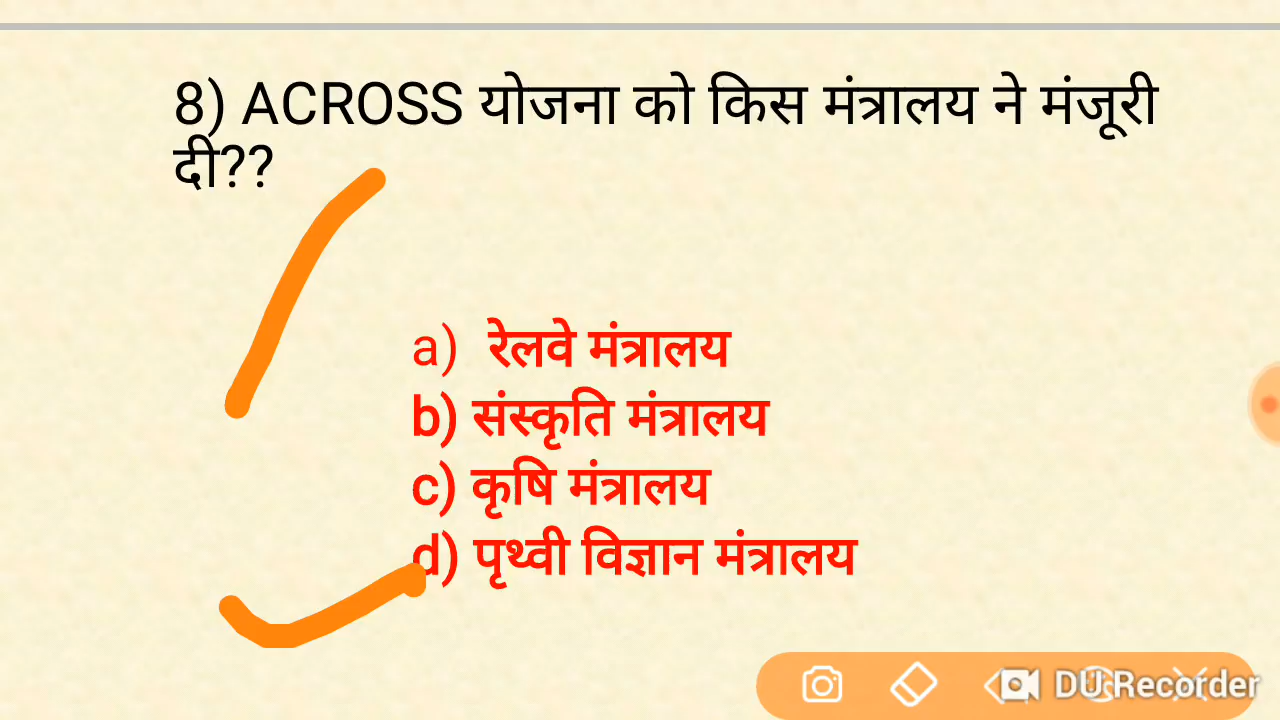 8) ACROSS योजना को किस मंत्रालय ने मंजूरी
दी??
a) रेलवे मंत्रालय
b) संस्कृति मंत्रालय
c) कृषि मंत्रालय
d) पृथ्वी विज्ञान मंत्रालय
DU Recorder